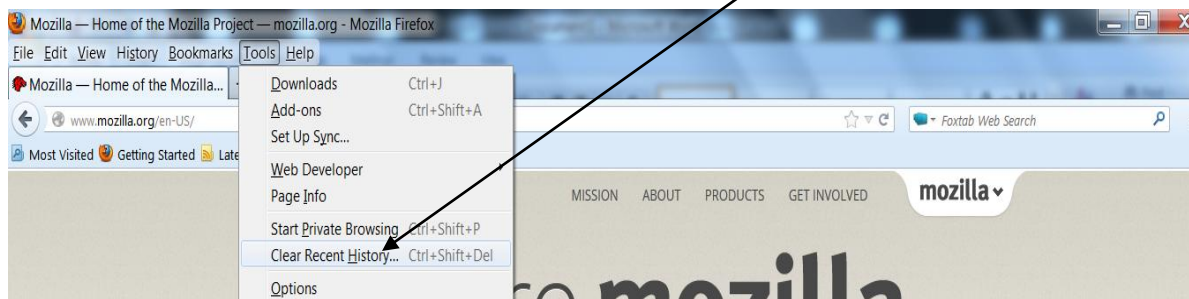 Mozilla — Home of the Mozilla Project — mozilla.org - Mozilla Firefox
File Edit View History Bookmarks Tools Help
Mozilla — Home of the Mozilla...
Downloads Ctrl+J
Add-ons Ctrl+Shift+A
www.mozilla.org/en-US/
Foxtab Web Search
Set Up Sync...
Most Visited Getting Started Late
Web Developer
Page Info
MISSION ABOUT PRODUCTS GET INVOLVED mozilla
Start Private Browsing Ctrl+Shift+P
Clear Recent History... Ctrl+Shift+Del
Options
mozilla